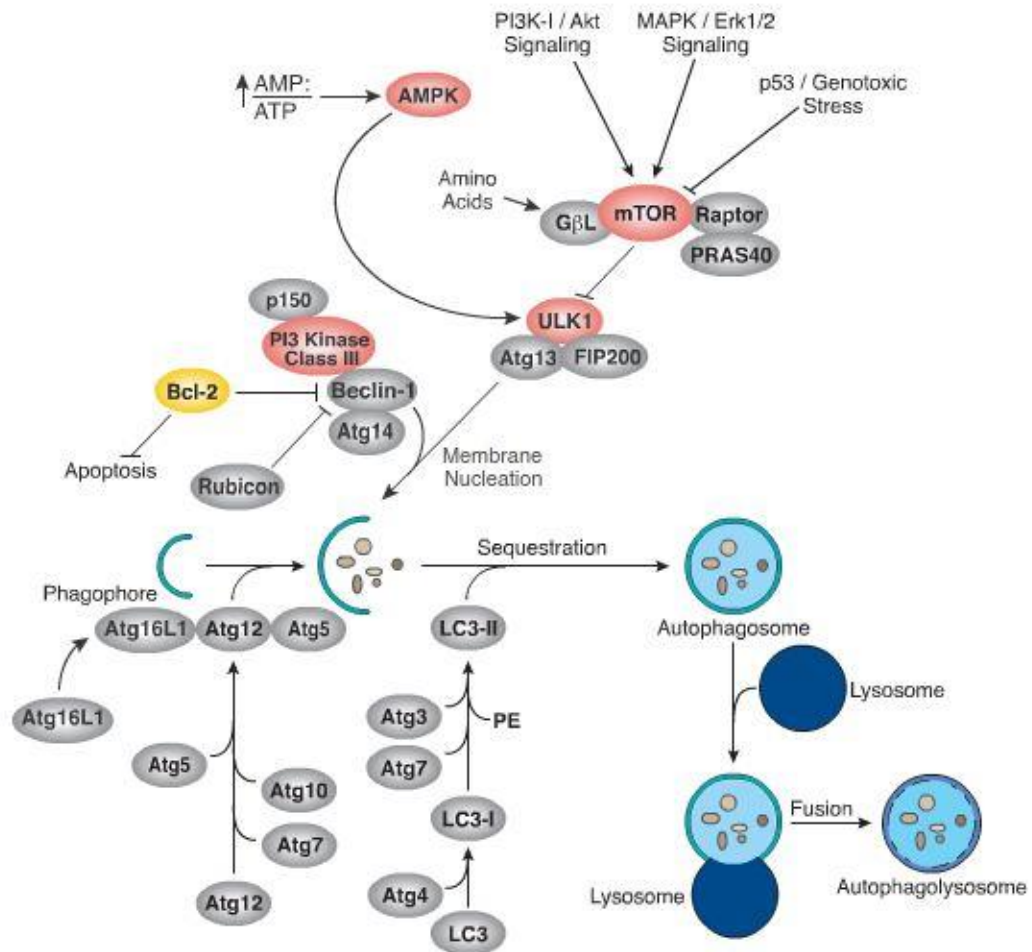 PI3K-I / Akt
Signaling
MAPK / Erk1/2
Signaling
p53 / Genotoxic
Stress
AMP:
ATP
AMPK
Amino
Acids
GβL
mTOR
Raptor
PRAS40
p150
PI3 Kinase
Class III
ULK1
Atg13
FIP200
Bcl-2
Beclin-1
Atg14
Apoptosis
Rubicon
Membrane
Nucleation
Sequestration
Phagophore
Atg16L1
Atg12
Atg5
LC3-II
Autophagosome
Atg16L1
Atg3
PE
Lysosome
Atg5
Atg7
Atg10
LC3-I
Fusion
Atg7
Atg12
Atg4
LC3
Lysosome
Autophagolysosome